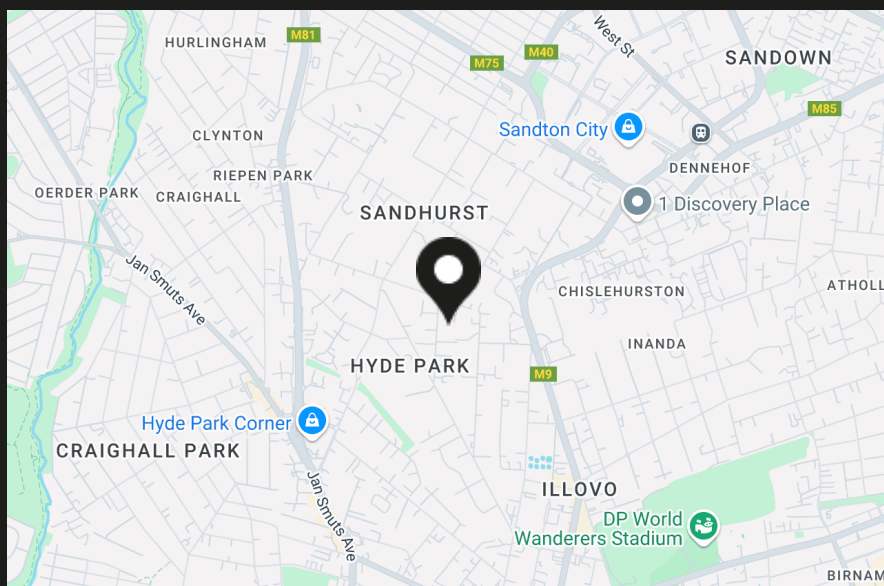 HURLINGHAM
M81
West St
M40
M75
SANDOWN
M85
Sandton City
CLYNTON
DENNEHOF
RIEPEN PARK
OERDER PARK
CRAIGHALL
1 Discovery Place
SANDHURST
Jan Smuts Ave
CHISLEHURSTON
ATHOLL
INANDA
HYDE PARK
M9
Hyde Park Corner
CRAIGHALL PARK
ILLOVO
Jan Smuts Ave
DP World
Wanderers Stadium
BIRNAM